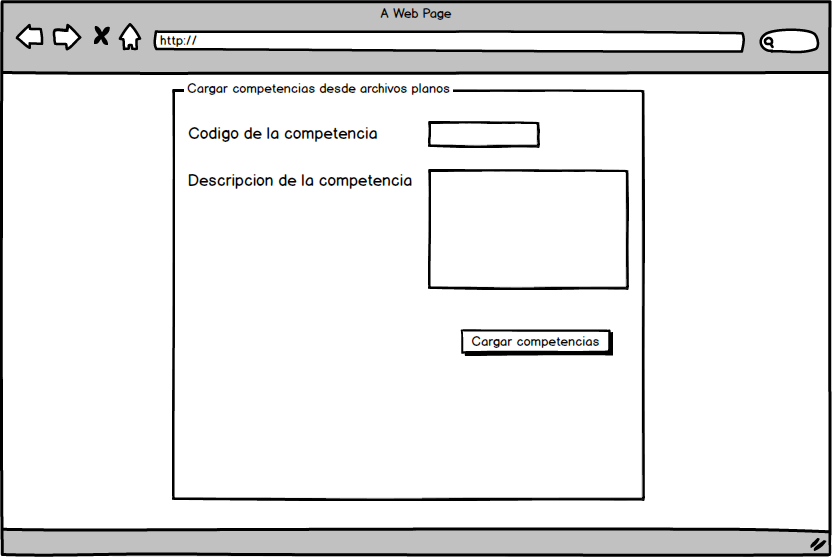 A Web Page
http://
Cargar competencias desde archivos planos
Codigo de la competencia
Descripcion de la competencia
Cargar competencias